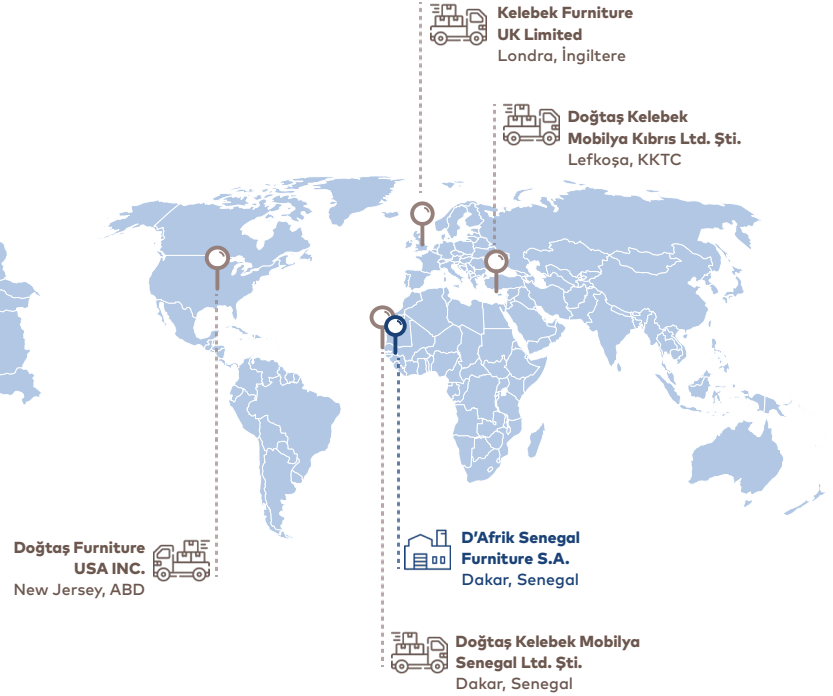 Kelebek Furniture
UK Limited
Londra, İngiltere
Doğtaş Kelebek
Mobilya Kıbrıs Ltd. Şti.
Lefkoşa, KKTC
Doğtaş Furniture
USA INC.
New Jersey, ABD
D’Afrik Senegal
Furniture S.A.
Dakar, Senegal
Doğtaş Kelebek Mobilya
Senegal Ltd. Şti.
Dakar, Senegal